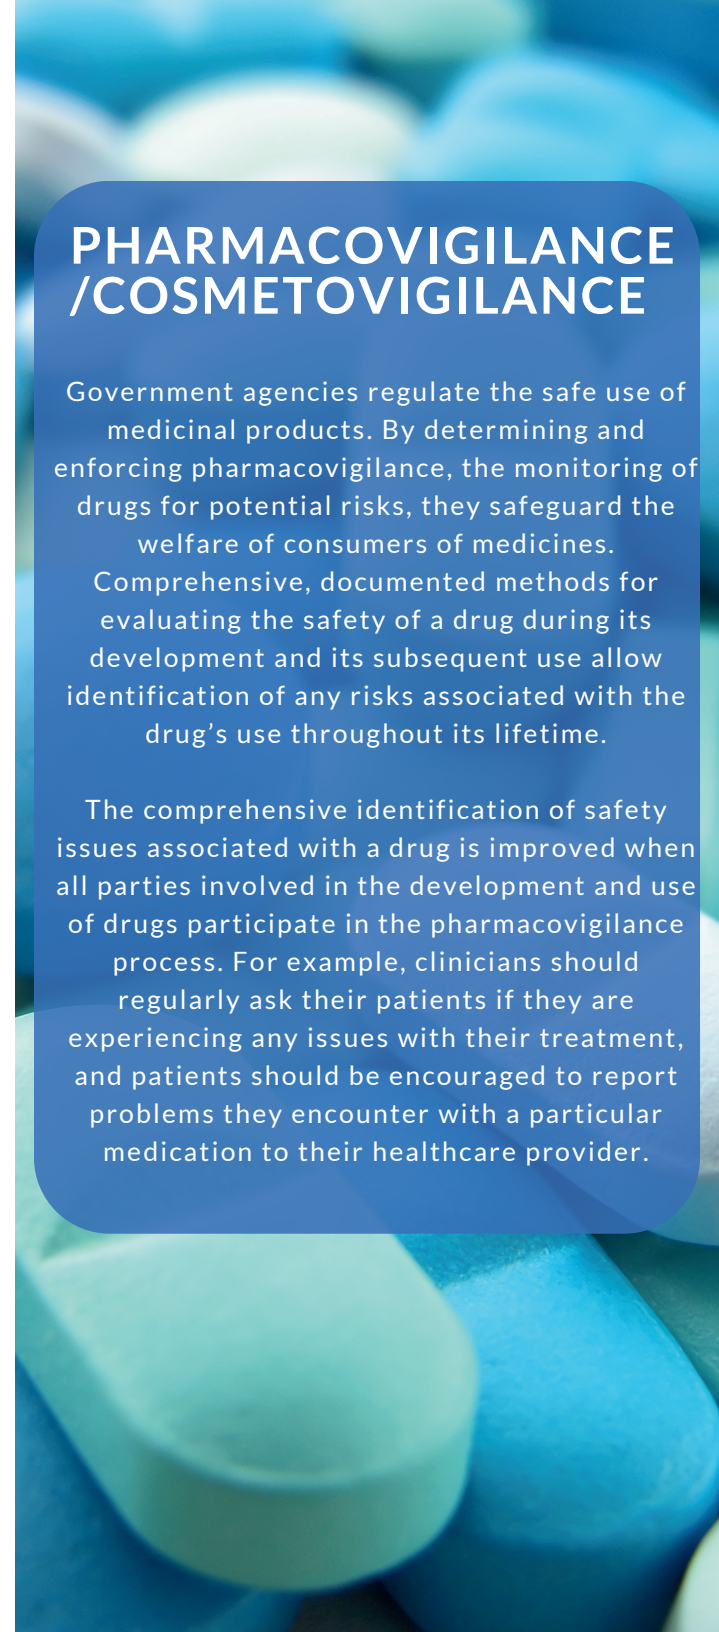 PHARMACOVIGILANCE
/COSMETOVIGILANCE
Government agencies regulate the safe use of
medicinal products. By determining and
enforcing pharmacovigilance, the monitoring of
drugs for potential risks, they safeguard the
welfare of consumers of medicines.
Comprehensive, documented methods for
evaluating the safety of a drug during its
development and its subsequent use allow
identification of any risks associated with the
drug’s use throughout its lifetime.
The comprehensive identification of safety
issues associated with a drug is improved when
all parties involved in the development and use
of drugs participate in the pharmacovigilance
process. For example, clinicians should
regularly ask their patients if they are
experiencing any issues with their treatment,
and patients should be encouraged to report
problems they encounter with a particular
medication to their healthcare provider.